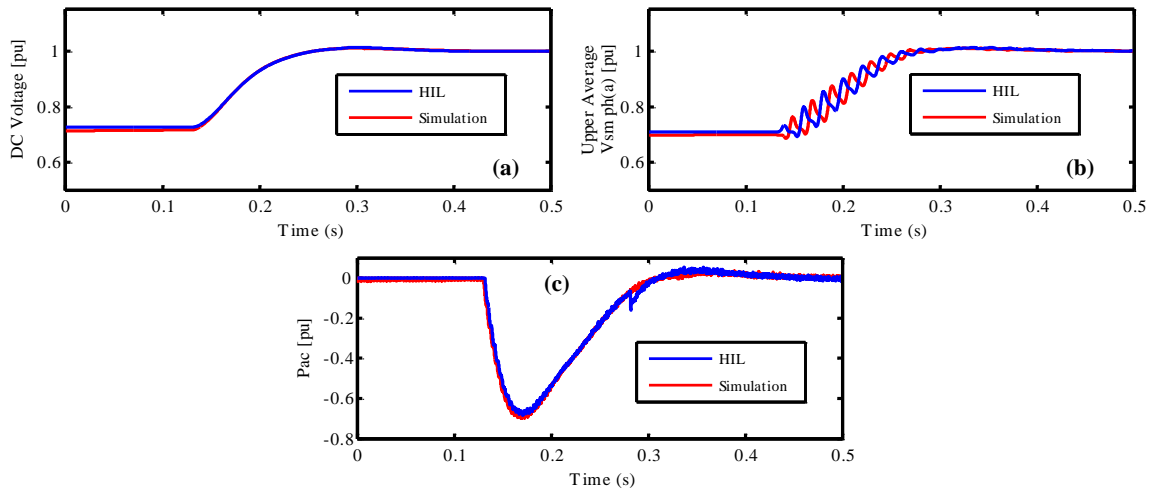 DC Voltage [pu]
1
0.8
0.6
HIL
Simulation
(a)
0
0.1
0.2
0.3
0.4
0.5
Time (s)
Upper Average
Vsm ph(a) [pu]
1
0.8
0.6
HIL
Simulation
(b)
0
0.1
0.2
0.3
0.4
0.5
Time (s)
Pac [pu]
0
-0.2
-0.4
-0.6
-0.8
(c)
HIL
Simulation
0
0.1
0.2
0.3
0.4
0.5
Time (s)